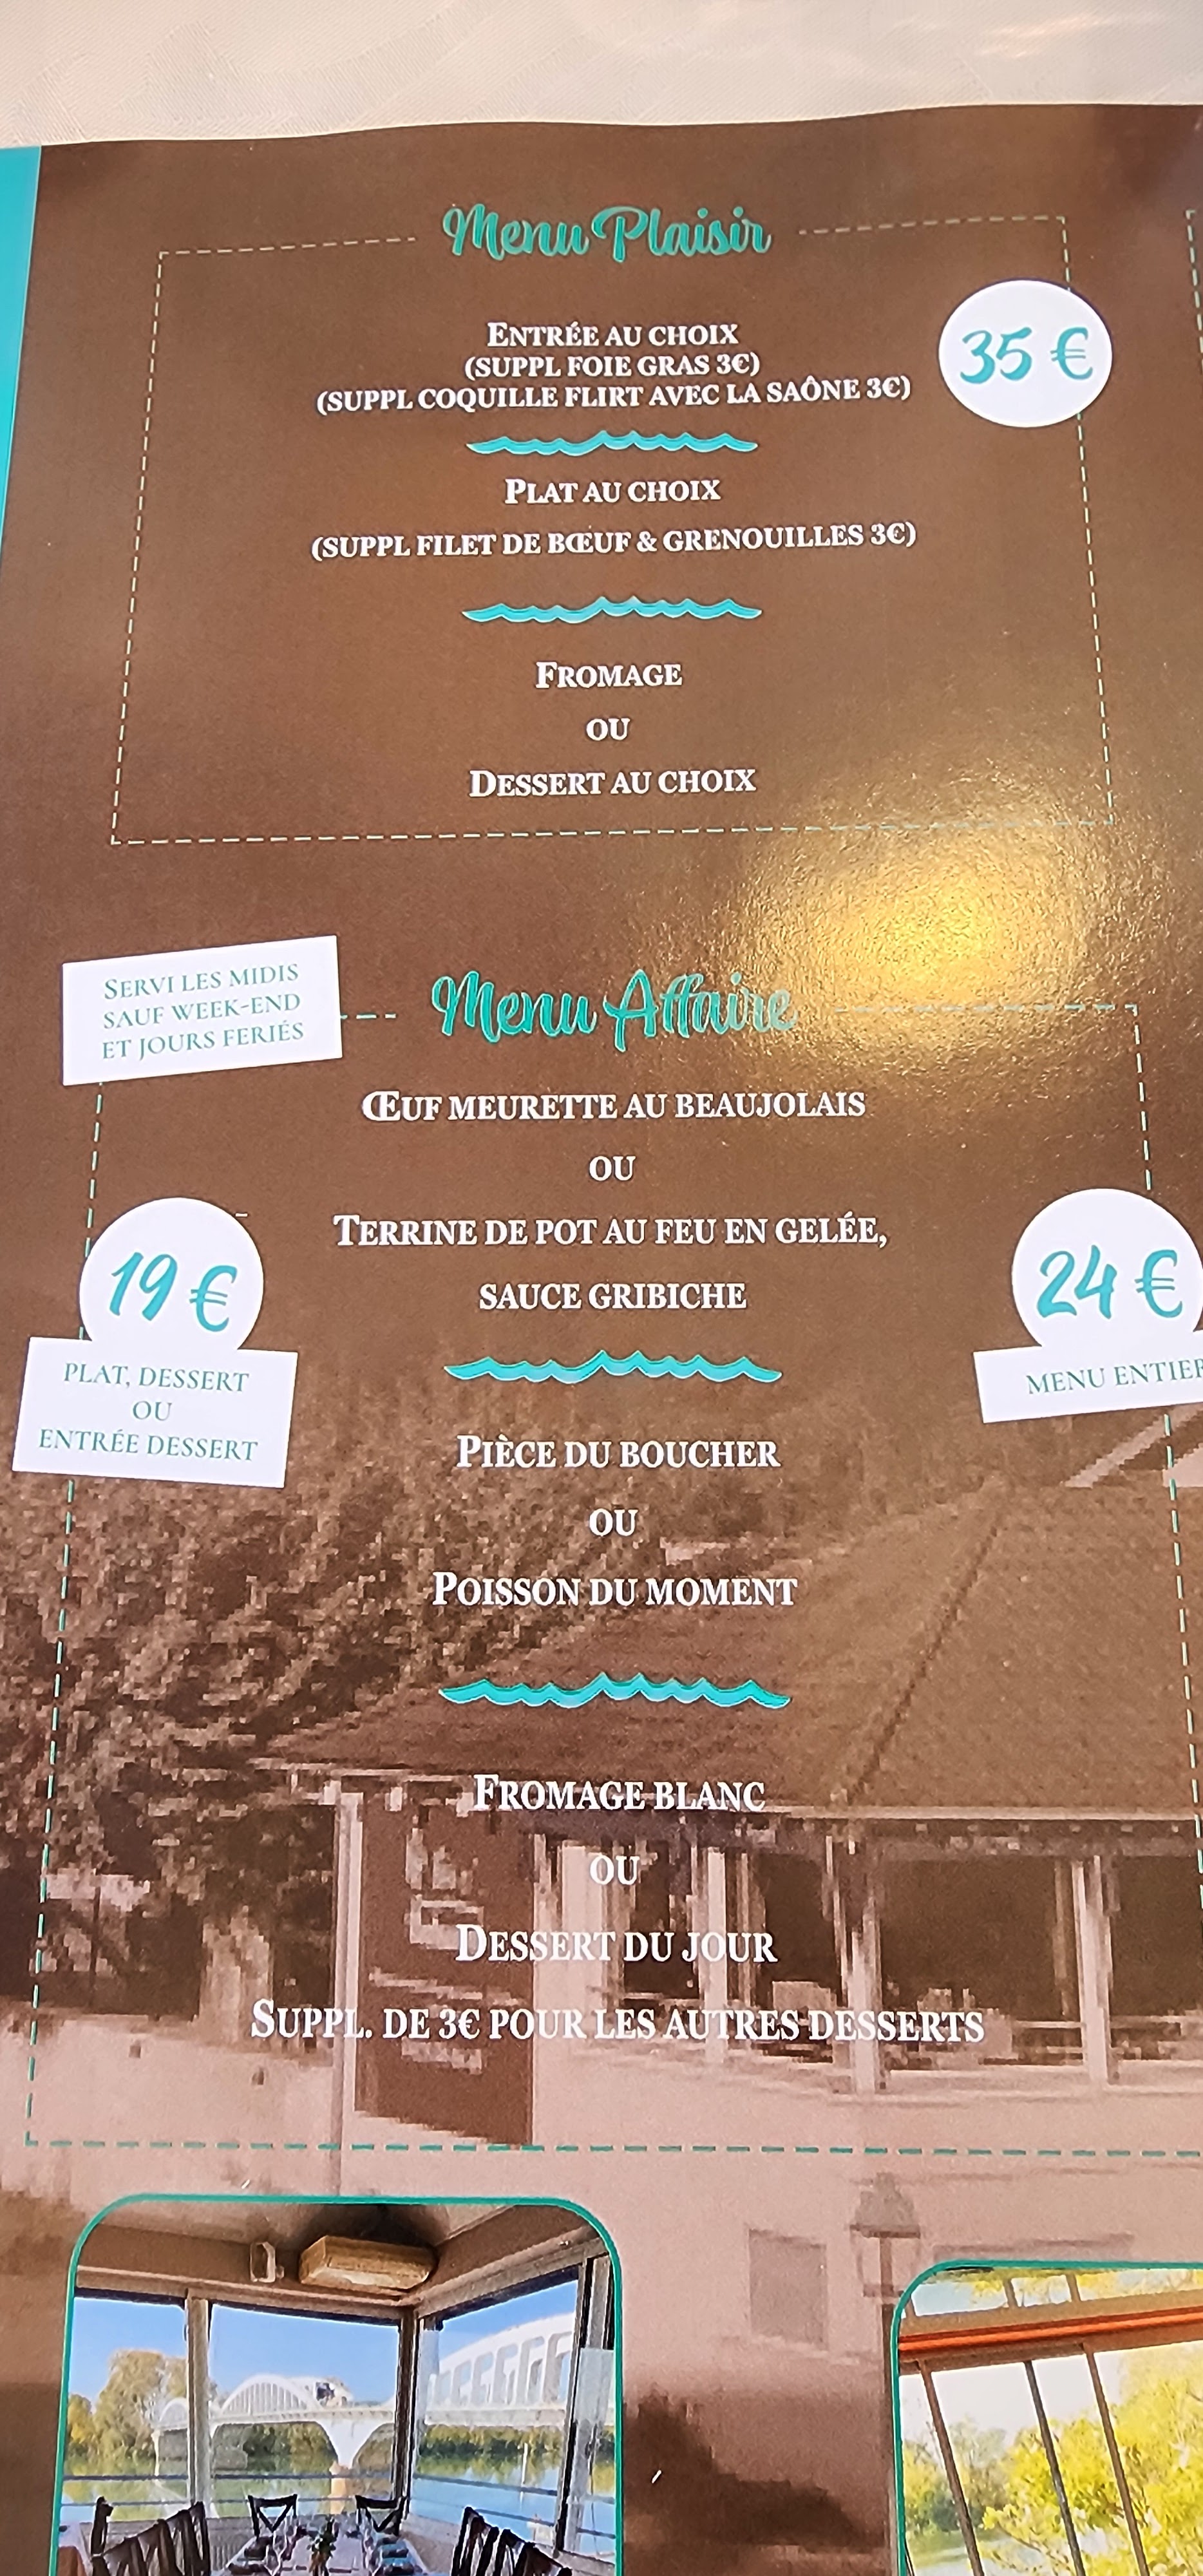 Menu Plaisir
ENTRÉE AU CHOIX
(SUPPL FOIE GRAS 3€)
(SUPPL COQUILLE FLIRT AVEC LA SAÔNE 3€)
35 €
PLAT AU CHOIX
(SUPPL FILET DE BŒUF & GRENOUILLES 3€)
FROMAGE
OU
DESSERT AU CHOIX
SERVI LES MIDIS
SAUF WEEK-END
ET JOURS FERIÉS
Menu Affaire
ŒUF MEURETTE AU BEAUJOLAIS
OU
TERRINE DE POT AU FEU EN GELÉE,
SAUCE GRIBICHE
19 €
PLAT, DESSERT
OU
ENTRÉE DESSERT
24 €
MENU ENTIER
PIÈCE DU BOUCHER
OU
POISSON DU MOMENT
FROMAGE BLANC
OU
DESSERT DU JOUR
SUPPL. DE 3€ POUR LES AUTRES DESSERTS